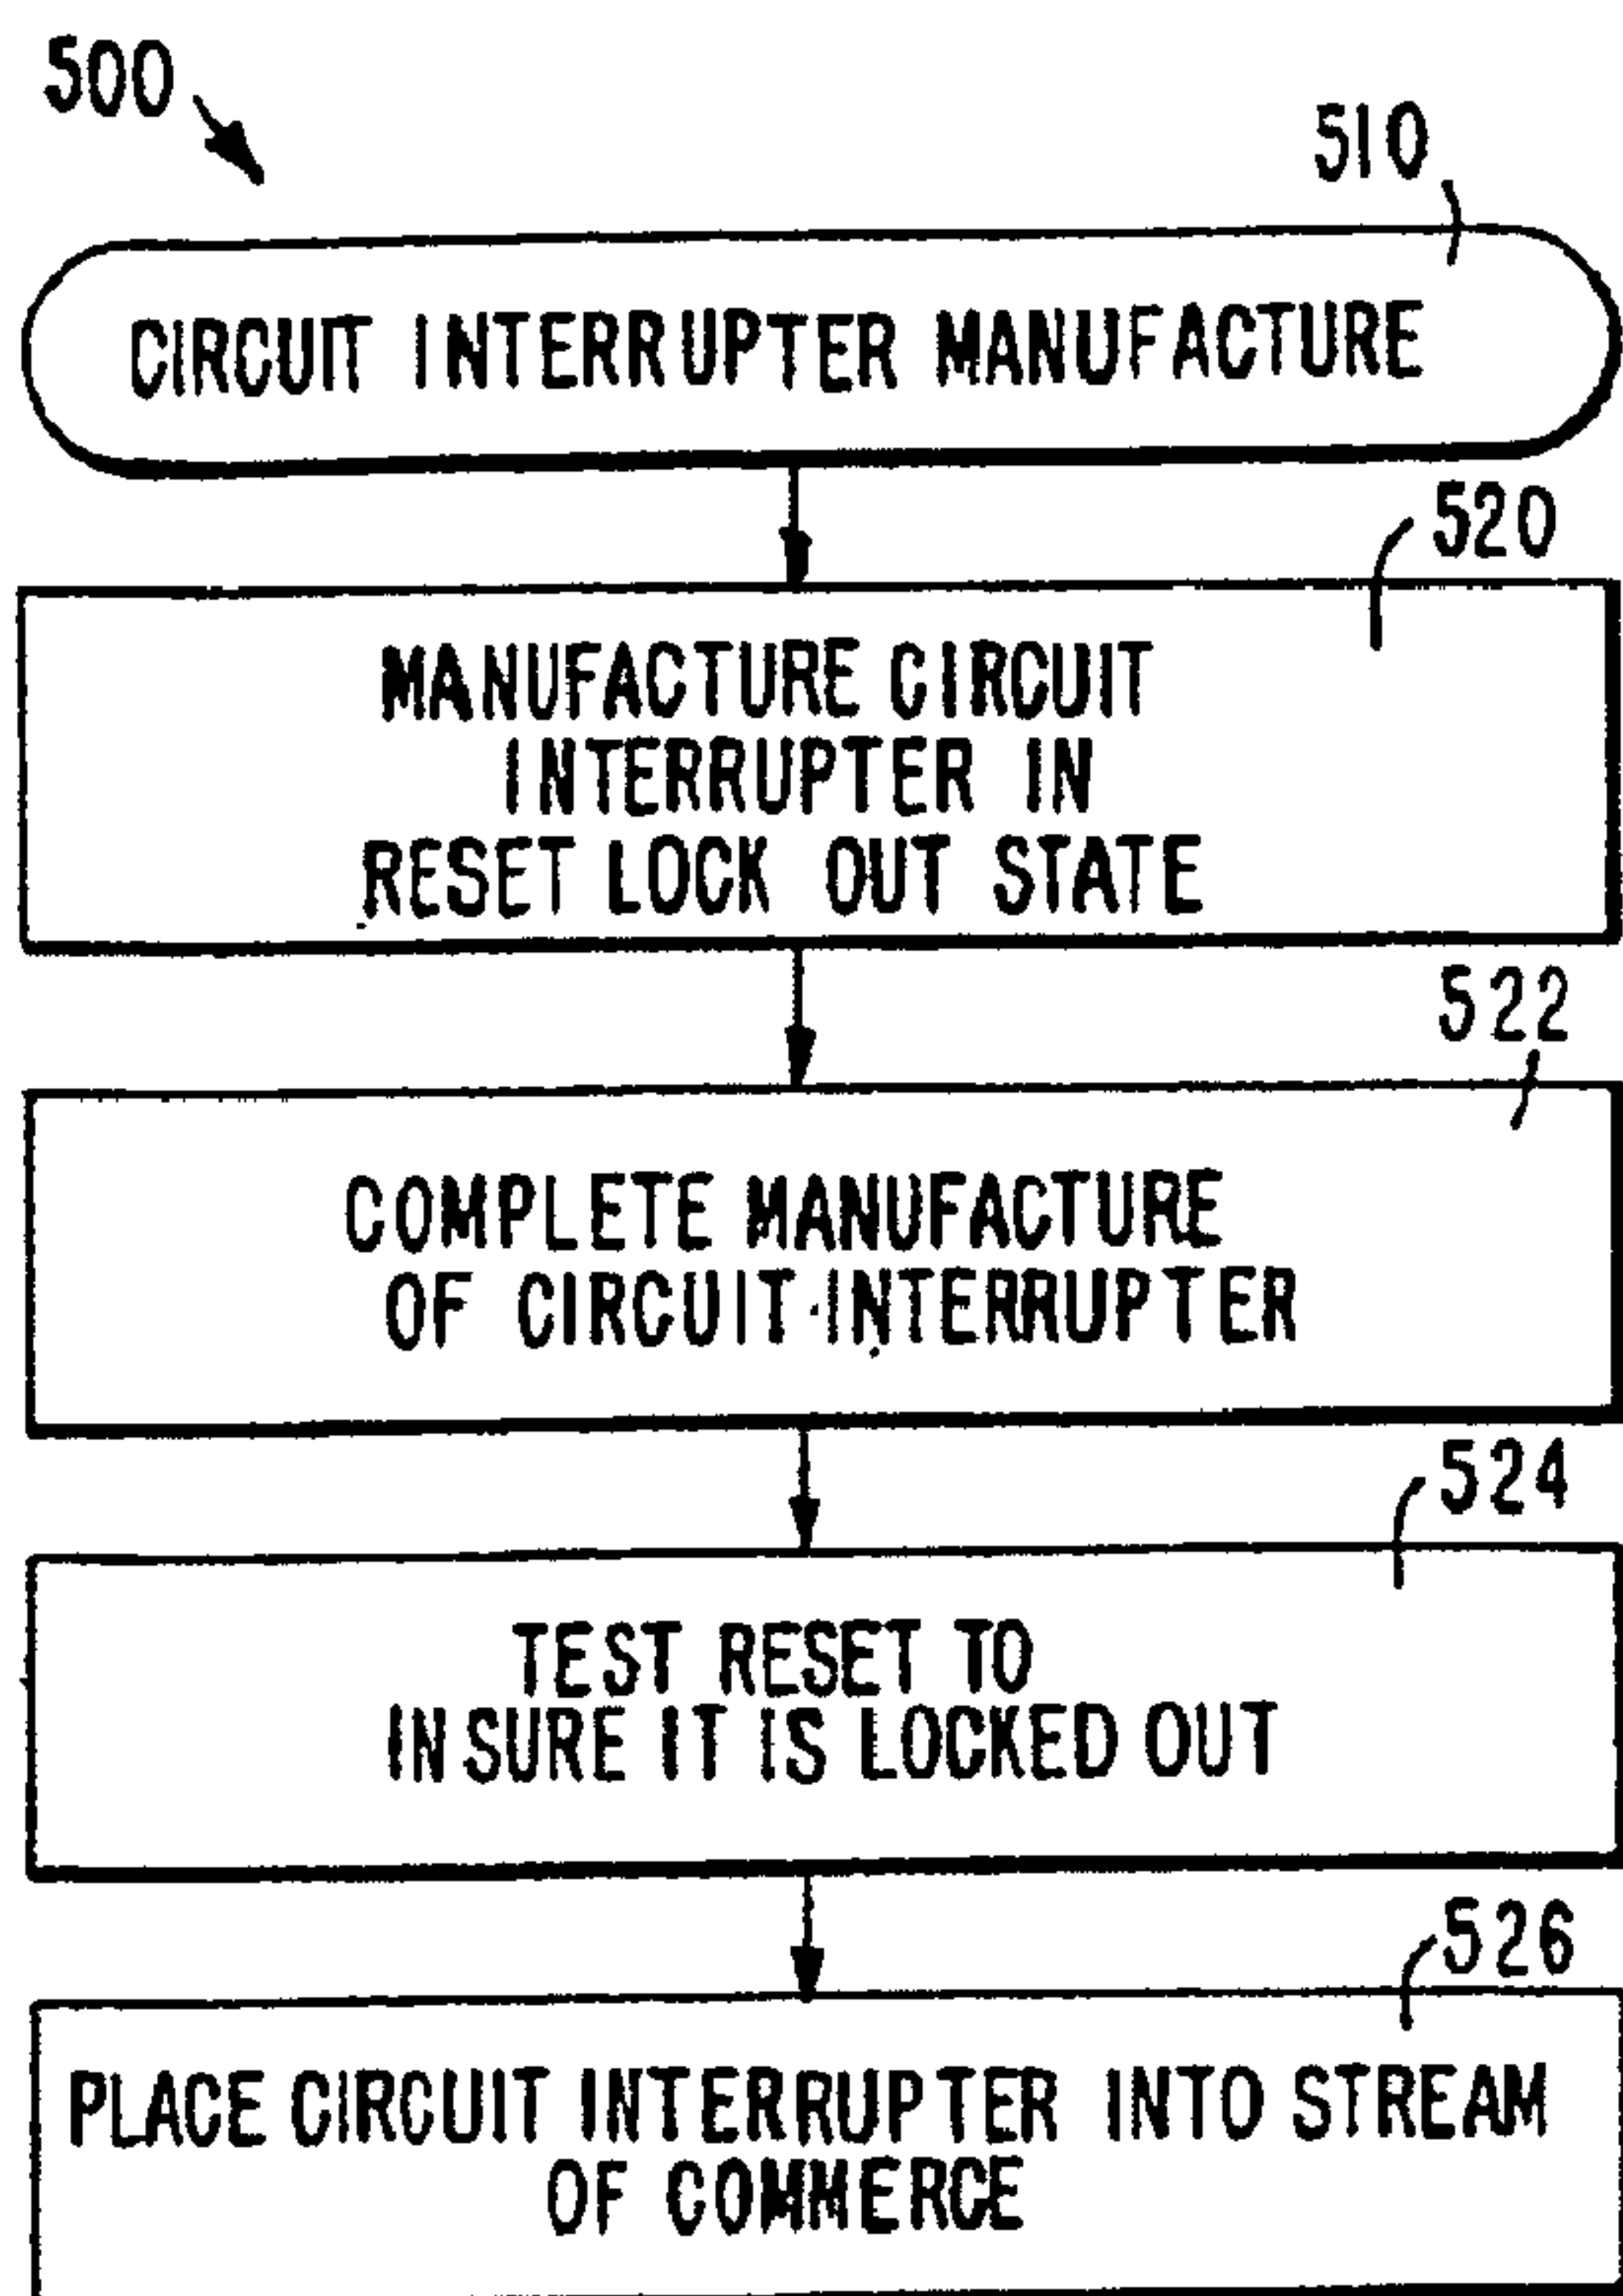 500
510
CIRCUIT INTERRUPTER MANUFACTURE
520
MANUFACTURE CIRCUIT
INTERRUPTER IN
RESET LOCK OUT STATE
522
COMPLETE MANUFACTURE
OF CIRCUIT INTERRUPTER
524
TEST RESET TO
INSURE IT IS LOCKED OUT
526
PLACE CIRCUIT INTERRUPTER INTO STREAM
OF COMMERCE